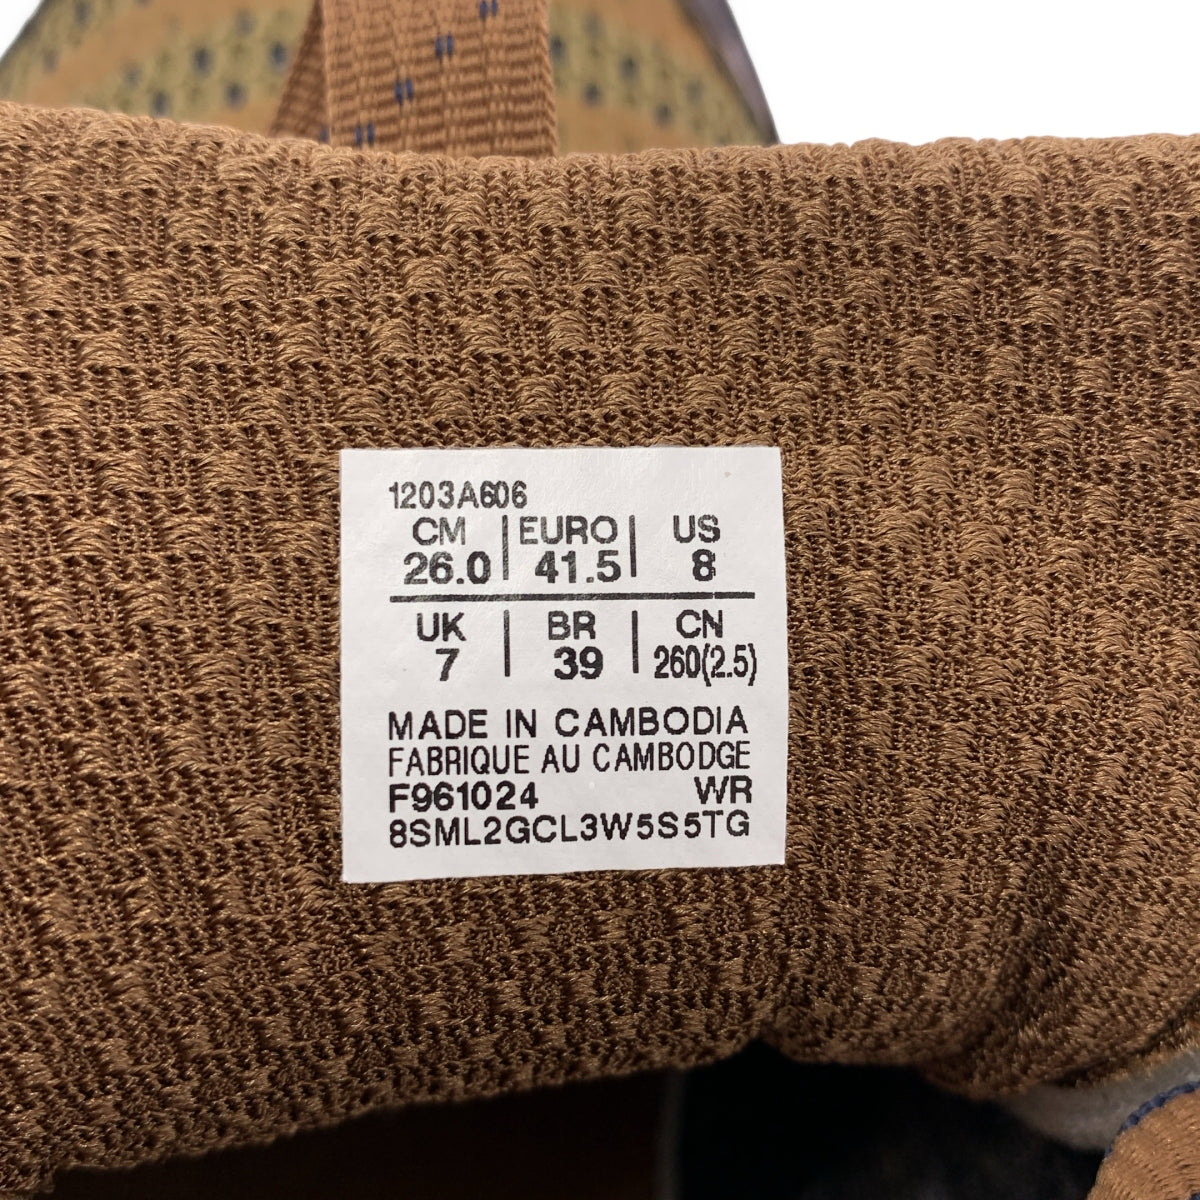 1203A606
CM | EURO | US
26.0 | 41.5 | 8
UK | BR | CN
7 | 39 | 260(2.5)
MADE IN CAMBODIA
FABRIQUE AU CAMBODGE
F961024 WR
8SML2GCL3W5S5TG